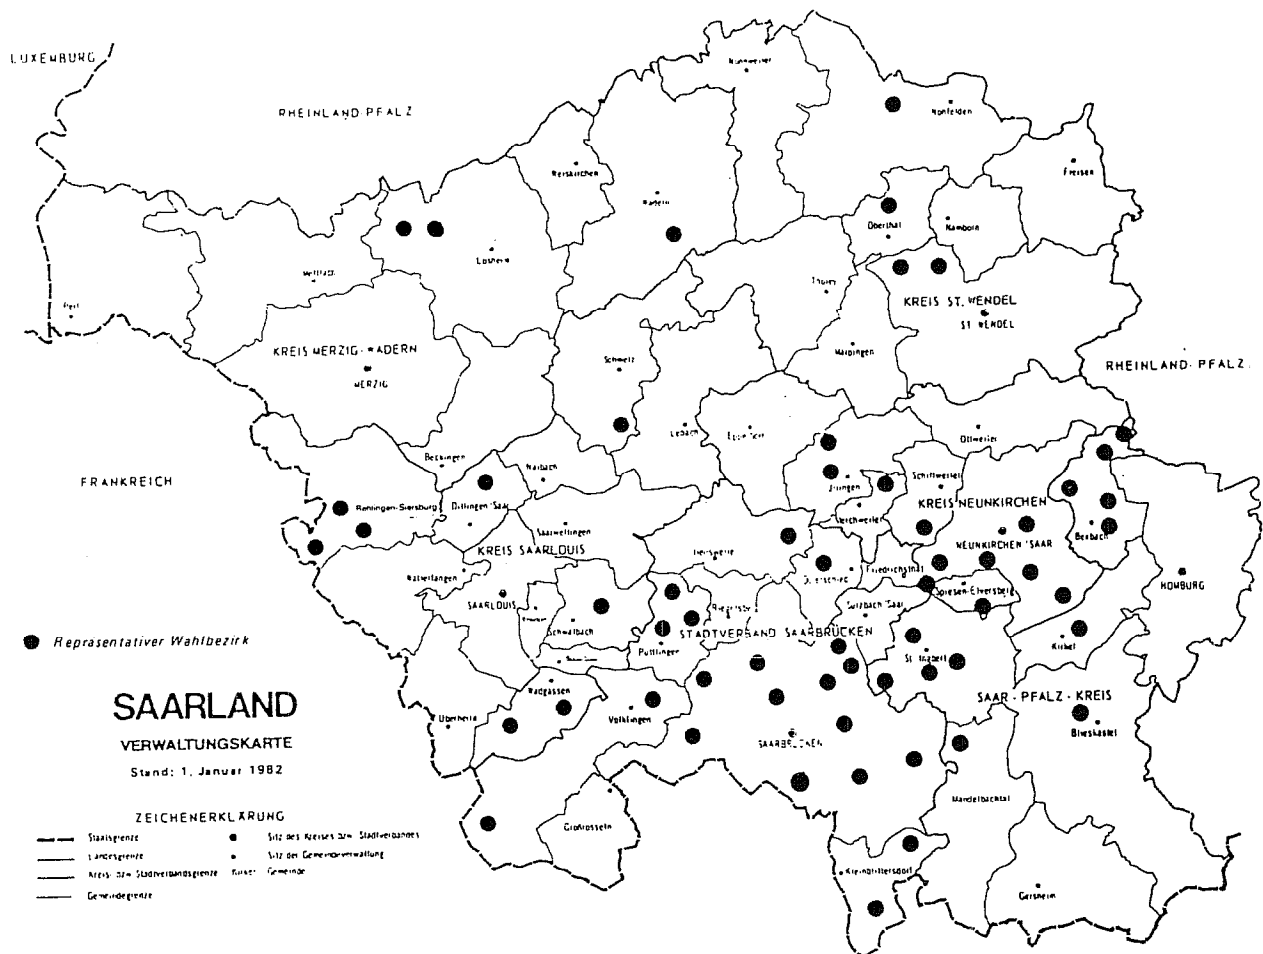 LUXEMBURG
RHEINLAND-PFALZ
Nonnweiler
Nohfelden
Freisen
Weiskirchen
Wadern
Oberthal
Namborn
Losheim
Mettlach
Perl
Tholey
KREIS ST. WENDEL
ST. WENDEL
KREIS MERZIG-WADERN
MERZIG
Schmelz
Marpingen
RHEINLAND-PFALZ.
Lebach
Eppelborn
Ottweiler
Beckingen
Nalbach
Illingen
Schiffweiler
FRANKREICH
Rehlingen-Siersburg
Dillingen/Saar
Merchweiler
KREIS NEUNKIRCHEN
NEUNKIRCHEN/SAAR
Bexbach
Saarwellingen
KREIS SAARLOUIS
Heusweiler
Quierschied
Friedrichsthal
Spiesen-Elversberg
HOMBURG
Wallerfangen
SAARLOUIS
Schwalbach
Riegelsberg
Sulzbach/Saar
STADTVERBAND SAARBRÜCKEN
Püttlingen
St. Ingbert
Kirkel
Repräsentativer Wahlbezirk
SAARLAND
VERWALTUNGSKARTE
Stand: 1. Januar 1982
Wadgassen
Überherrn
Völklingen
SAARBRÜCKEN
SAAR-PFALZ-KREIS
Blieskastel
Mandelbachtal
Großrosseln
Kleinblittersdorf
Gersheim
ZEICHENERKLÄRUNG
Staatsgrenze
Landesgrenze
Kreis- bzw. Stadtverbandsgrenze
Gemeindegrenze
Sitz des Kreises bzw. Stadtverbandes
Sitz der Gemeindeverwaltung
Kirkel Gemeinde